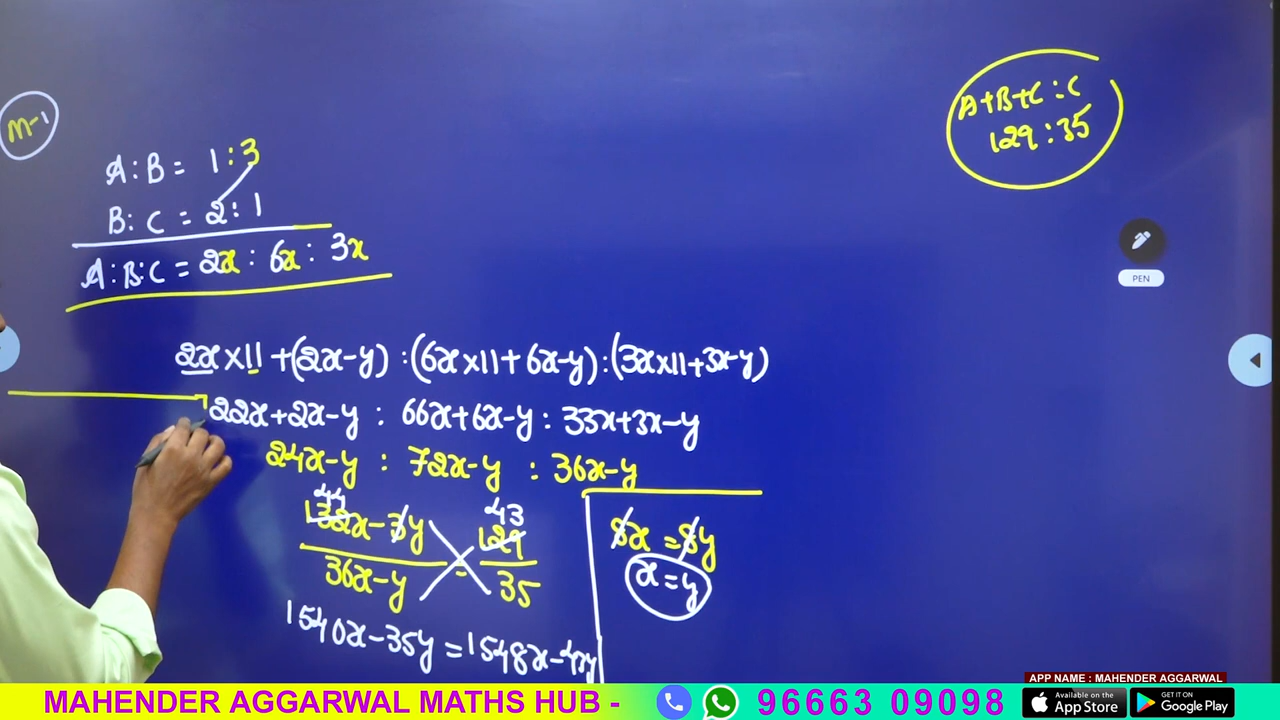 M-1
A+B+C : C
129 : 35
A : B = 1 : 3
B : C = 2 : 1
A : B : C = 2x : 6x : 3x
PEN
2x × 11 + (2x-y) : (6x × 11 + 6x-y) : (3x × 11 + 3x-y)
22x + 2x - y : 66x + 6x - y : 33x + 3x - y
24x-y : 72x-y : 36x-y
44 43
132x - 3y 129
36x-y = 35
8x = 8y
x = y
1540x - 35y = 1548x - 43y
APP NAME : MAHENDER AGGARWAL
MAHENDER AGGARWAL MATHS HUB - 96663 09098
Available on the App Store
GET IT ON Google Play